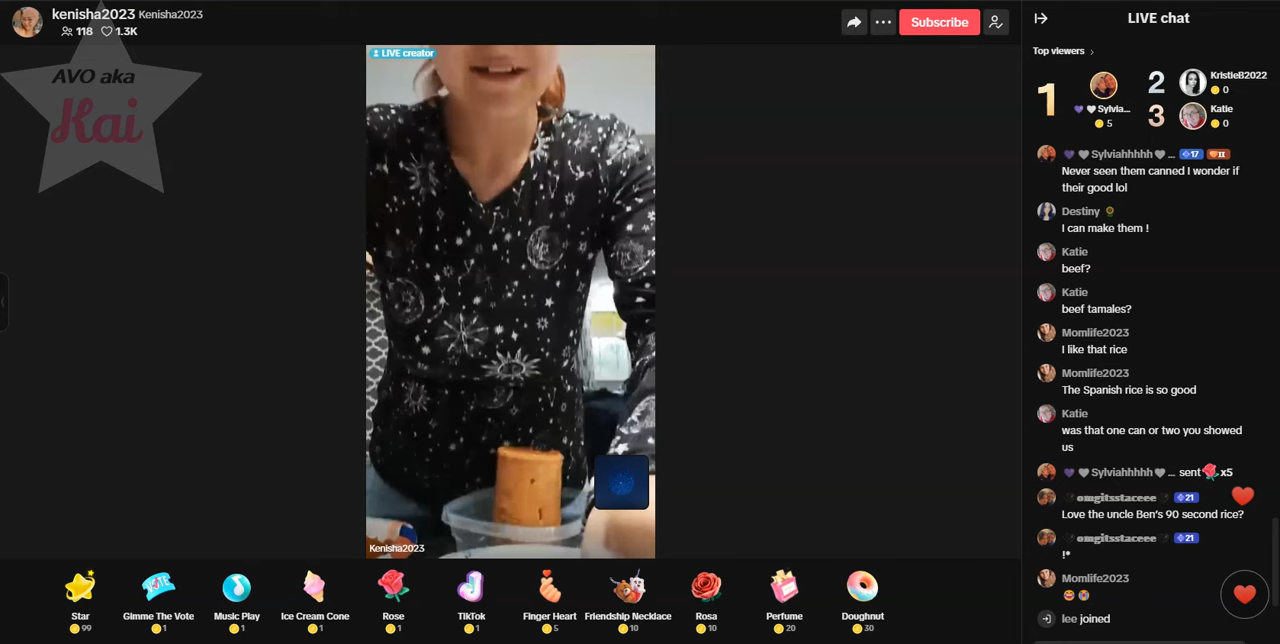 kenisha2023 Kenisha2023
118 1.3K
Subscribe
AVO aka
Kai
LIVE creator
Kenisha2023
Star
99
Gimme The Vote
1
Music Play
1
Ice Cream Cone
1
Rose
1
TikTok
1
Finger Heart
5
Friendship Necklace
10
Rosa
10
Perfume
20
Doughnut
30
LIVE chat
Top viewers
1
Sylvia...
5
2
KristieB2022
0
3
Katie
0
Sylviahhhhh ... 17 II
Never seen them canned I wonder if
their good lol
Destiny
I can make them !
Katie
beef?
Katie
beef tamales?
Momlife2023
I like that rice
Momlife2023
The Spanish rice is so good
Katie
was that one can or two you showed
us
Sylviahhhhh ... sent x5
omgitsstaceee 21
Love the uncle Ben's 90 second rice?
omgitsstaceee 21
!*
Momlife2023
lee joined